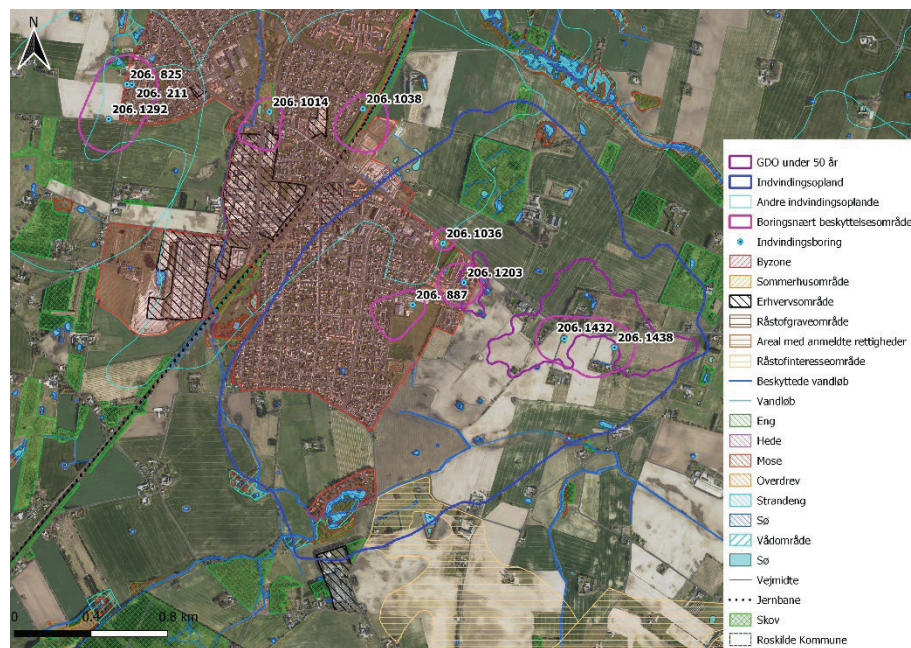 N
206. 825
206. 211
206. 1292
206. 1014
206. 1038
206. 1036
206. 1203
206. 887
206. 1432
206. 1438
0 0.4 0.8 km
GDO under 50 år
Indvindingsopland
Andre indvindingsoplande
Boringsnært beskyttelsesområde
Indvindingsboring
Byzone
Sommerhusområde
Erhvervsområde
Råstofgraveområde
Areal med anmeldte rettigheder
Råstofinteresseområde
Beskyttede vandløb
Vandløb
Eng
Hede
Mose
Overdrev
Strandeng
Sø
Vådområde
Sø
Vejmidte
Jernbane
Skov
Roskilde Kommune